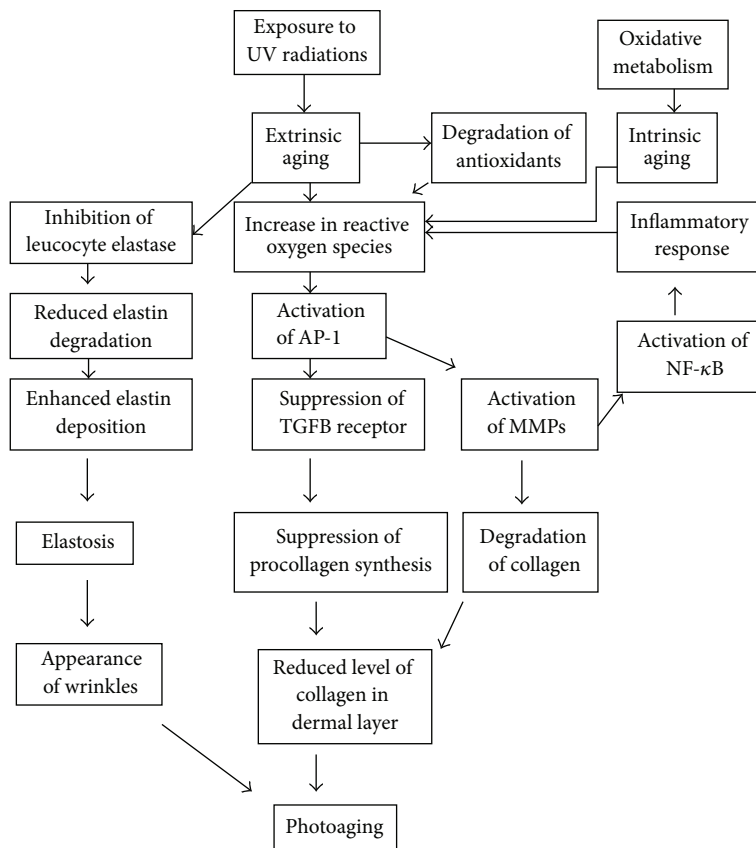 Exposure to
UV radiations
Oxidative
metabolism
Extrinsic
aging
Degradation of
antioxidants
Intrinsic
aging
Inhibition of
leucocyte elastase
Increase in reactive
oxygen species
Inflammatory
response
Reduced elastin
degradation
Activation
of AP-1
Activation of
NF-κB
Enhanced elastin
deposition
Suppression of
TGFB receptor
Activation
of MMPs
Elastosis
Suppression of
procollagen synthesis
Degradation
of collagen
Appearance
of wrinkles
Reduced level of
collagen in
dermal layer
Photoaging